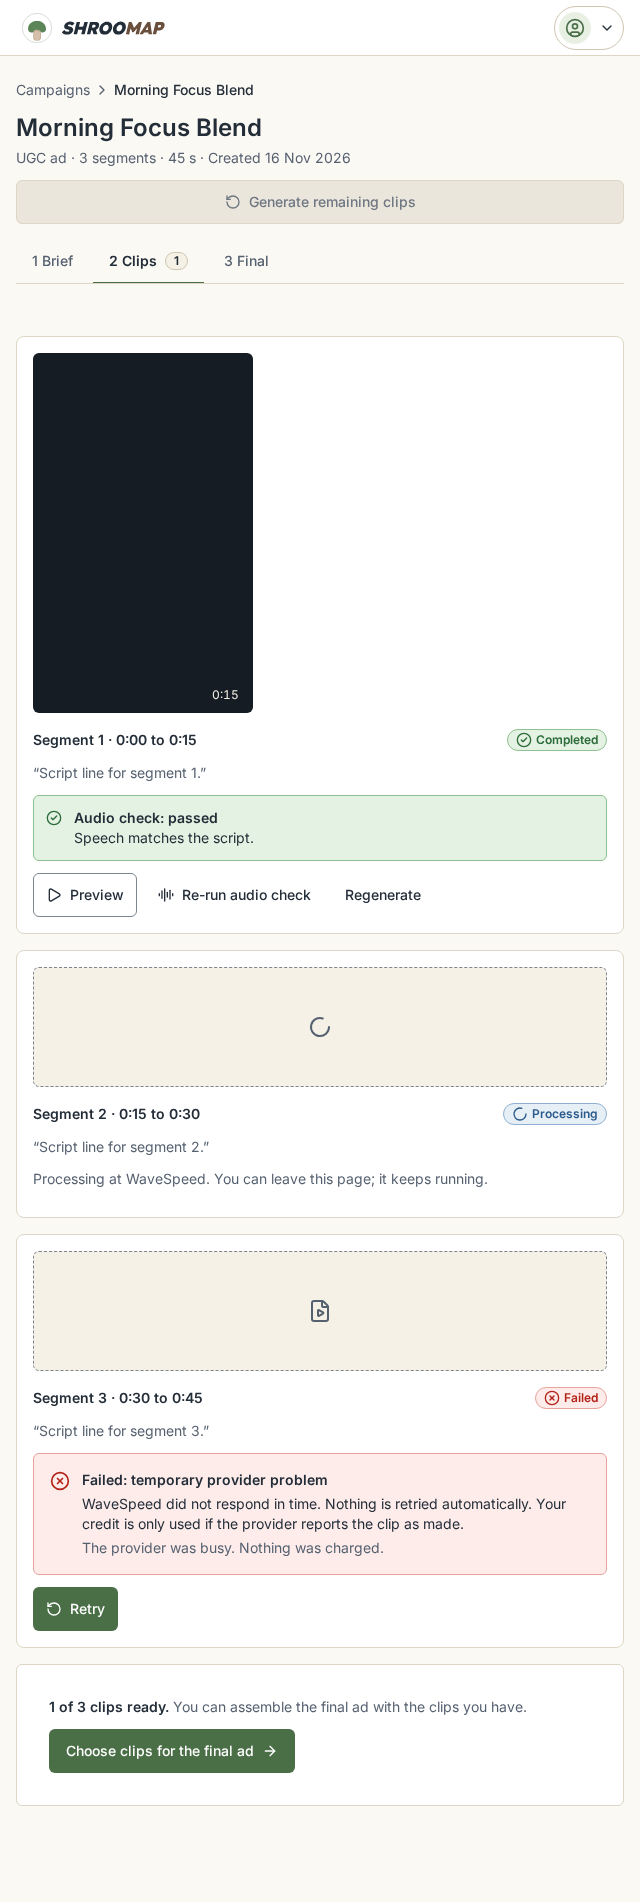 SHROOMAP
Campaigns > Morning Focus Blend
Morning Focus Blend
UGC ad · 3 segments · 45 s · Created 16 Nov 2026
Generate remaining clips
1 Brief 2 Clips 1 3 Final
0:15
Segment 1 · 0:00 to 0:15 Completed
“Script line for segment 1.”
Audio check: passed
Speech matches the script.
Preview Re-run audio check Regenerate
Segment 2 · 0:15 to 0:30 Processing
“Script line for segment 2.”
Processing at WaveSpeed. You can leave this page; it keeps running.
Segment 3 · 0:30 to 0:45 Failed
“Script line for segment 3.”
Failed: temporary provider problem
WaveSpeed did not respond in time. Nothing is retried automatically. Your
credit is only used if the provider reports the clip as made.
The provider was busy. Nothing was charged.
Retry
1 of 3 clips ready. You can assemble the final ad with the clips you have.
Choose clips for the final ad